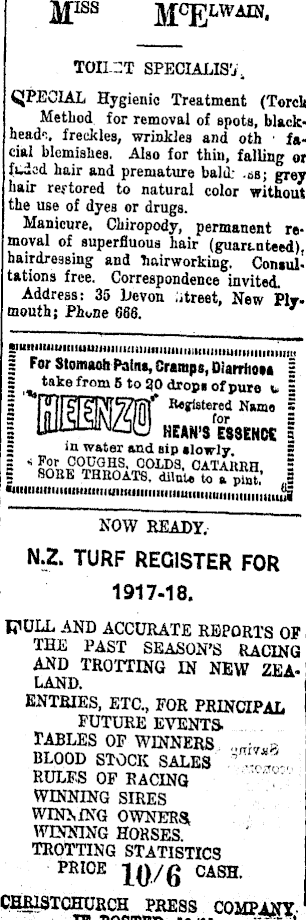 MISS McELWAIN,
TOILET SPECIALIST,
SPECIAL Hygienic Treatment (Torck
Method for removal of spots, black-
heads, freckles, wrinkles and oth fa-
cial blemishes. Also for thin, falling or
faded hair and premature bald ss; grey
hair restored to natural color without
the use of dyes or drugs.
Manicure, Chiropody, permanent re-
moval of superfluous hair (guaranteed),
hairdressing and hairworking. Consul-
tations free. Correspondence invited.
Address: 35 Devon Street, New Ply-
mouth; Phone 666.
For Stomach Pains, Cramps, Diarrhoea
take from 5 to 20 drops of pure
"HEENZO" Registered Name
for
HEAN'S ESSENCE
in water and sip slowly.
For COUGHS, COLDS, CATARRH,
SORE THROATS, dilute to a pint. 6
NOW READY.
N.Z. TURF REGISTER FOR
1917-18.
FULL AND ACCURATE REPORTS OF
THE PAST SEASON'S RACING
AND TROTTING IN NEW ZEA-
LAND.
ENTRIES, ETC., FOR PRINCIPAL
FUTURE EVENTS.
TABLES OF WINNERS
BLOOD STOCK SALES
RULES OF RACING
WINNING SIRES
WINNING OWNERS,
WINNING HORSES.
TROTTING STATISTICS
PRICE 10/6 CASH.
CHRISTCHURCH PRESS COMPANY,